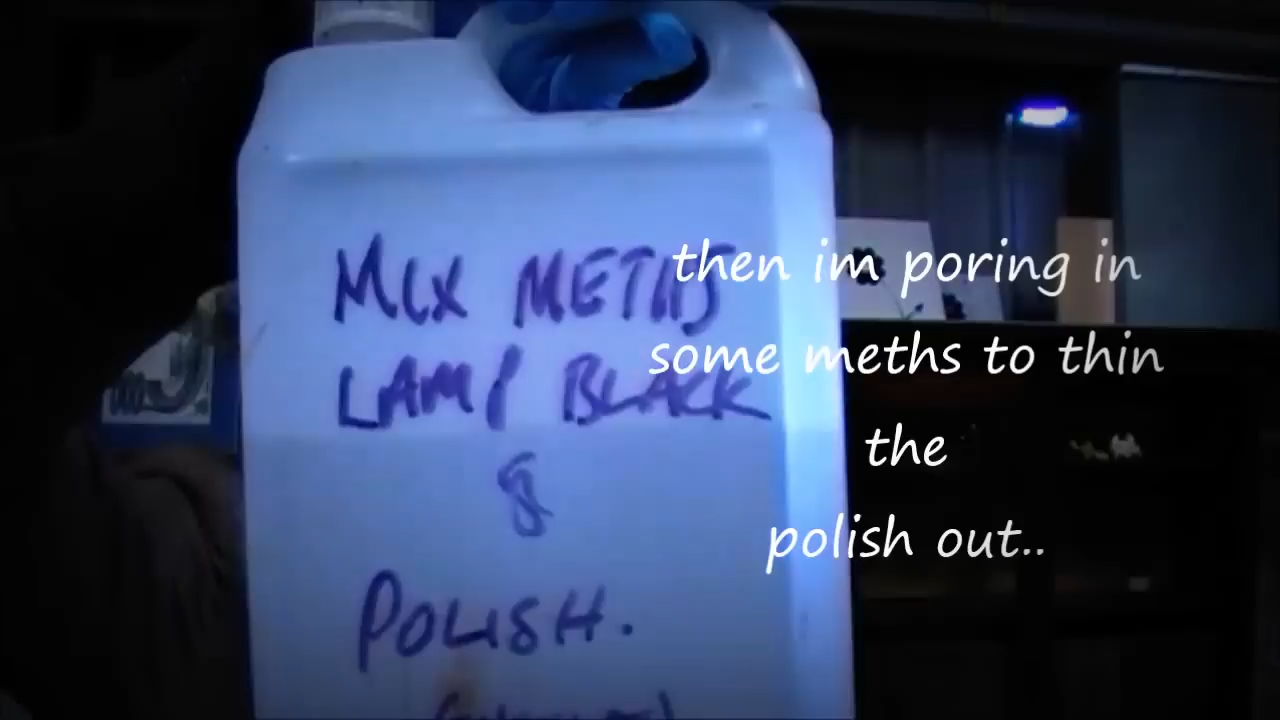 MIX METHS
LAMP BLACK
&
POLISH.
then im poring in
some meths to thin
the
polish out..